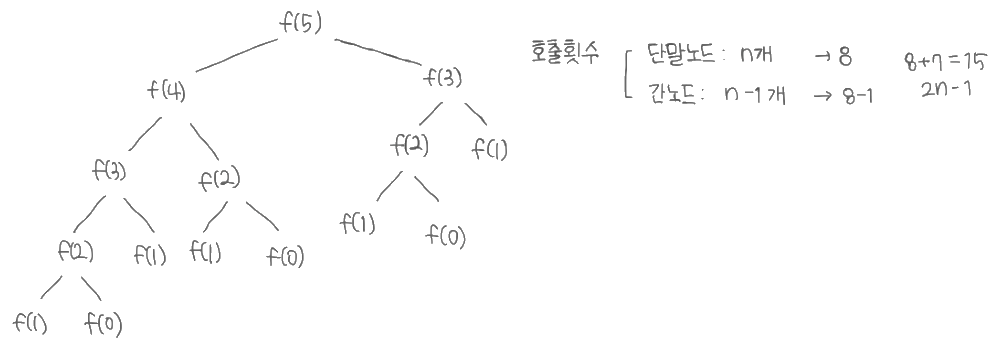 f(5)
f(4) f(3)
f(3) f(2) f(2) f(1)
f(2) f(1) f(1) f(0) f(1) f(0)
f(1) f(0)
호출횟수 단말노드 : n개 → 8
간노드 : n-1개 → 8-1
8+7=15
2n-1